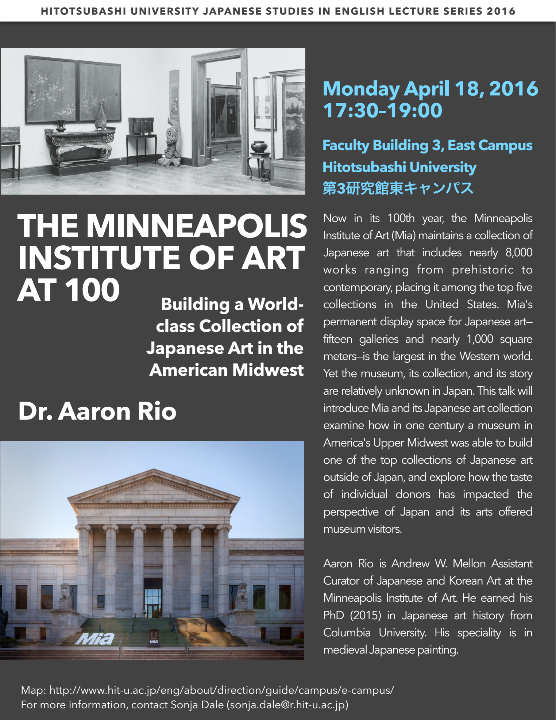 HITOTSUBASHI UNIVERSITY JAPANESE STUDIES IN ENGLISH LECTURE SERIES 2016
Monday April 18, 2016
17:30–19:00
Faculty Building 3, East Campus
Hitotsubashi University
第3研究館東キャンパス
THE MINNEAPOLIS
INSTITUTE OF ART
AT 100
Building a World-
class Collection of
Japanese Art in the
American Midwest
Dr. Aaron Rio
Now in its 100th year, the Minneapolis
Institute of Art (Mia) maintains a collection of
Japanese art that includes nearly 8,000
works ranging from prehistoric to
contemporary, placing it among the top five
collections in the United States. Mia's
permanent display space for Japanese art—
fifteen galleries and nearly 1,000 square
meters—is the largest in the Western world.
Yet the museum, its collection, and its story
are relatively unknown in Japan. This talk will
introduce Mia and its Japanese art collection
examine how in one century a museum in
America's Upper Midwest was able to build
one of the top collections of Japanese art
outside of Japan, and explore how the taste
of individual donors has impacted the
perspective of Japan and its arts offered
museum visitors.
Aaron Rio is Andrew W. Mellon Assistant
Curator of Japanese and Korean Art at the
Minneapolis Institute of Art. He earned his
PhD (2015) in Japanese art history from
Columbia University. His speciality is in
medieval Japanese painting.
Mia
Map: http://www.hit-u.ac.jp/eng/about/direction/guide/campus/e-campus/
For more information, contact Sonja Dale (sonja.dale@r.hit-u.ac.jp)